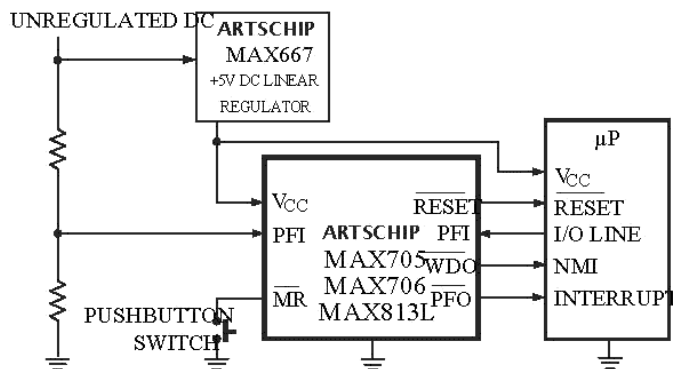 UNREGULATED DC
ARTSCHIP
MAX667
+5V DC LINEAR
REGULATOR
µP
VCC
RESET
I/O LINE
NMI
INTERRUPT
VCC
PFI
MR
ARTSCHIP
MAX705
MAX706
MAX813L
RESET
PFI
WDO
PFO
PUSHBUTTON
SWITCH